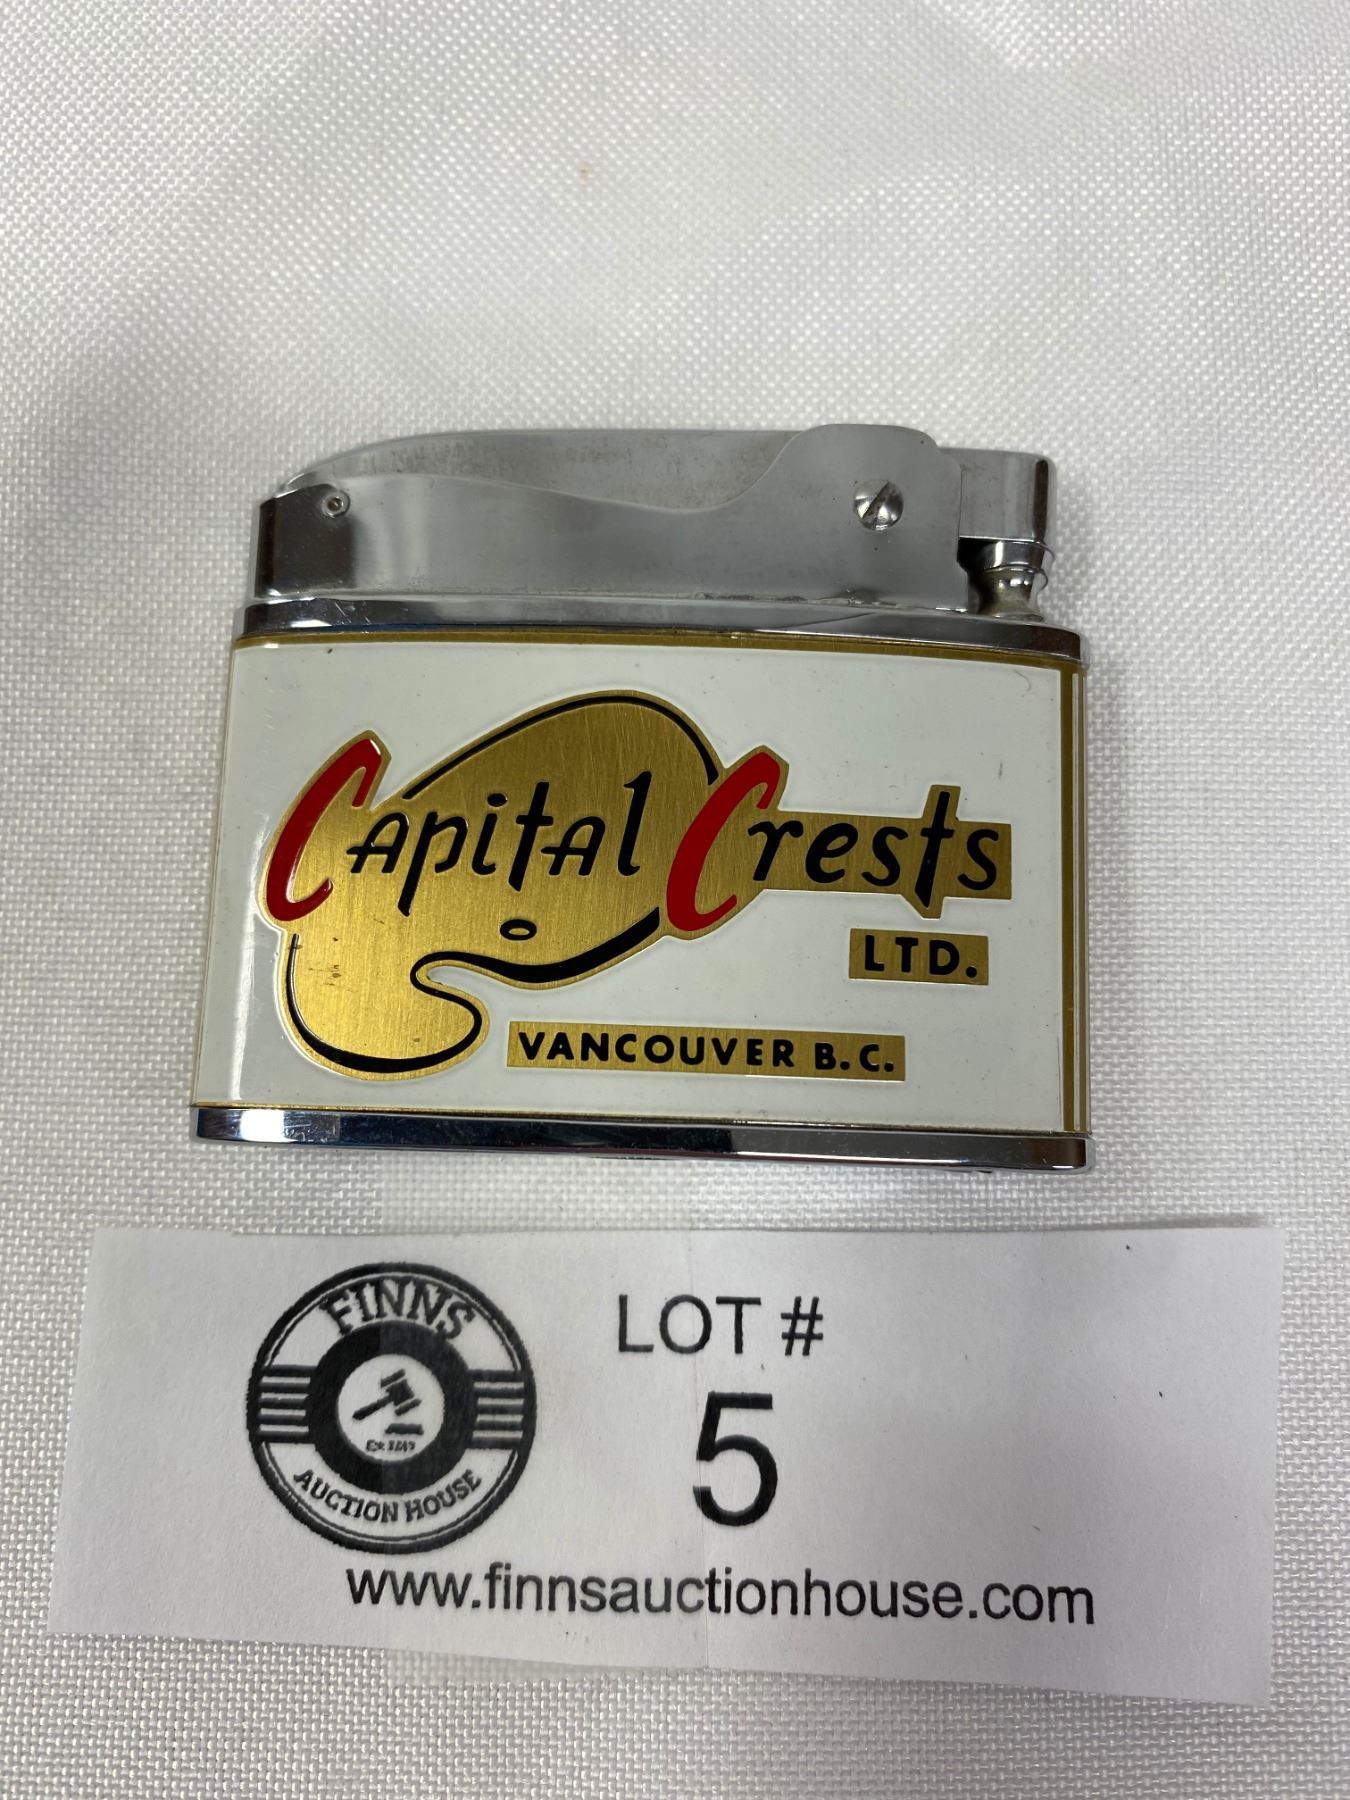 Capital Crests
LTD.
VANCOUVER B.C.
FINNS
AUCTION HOUSE
LOT #
5
www.finnsauctionhouse.com